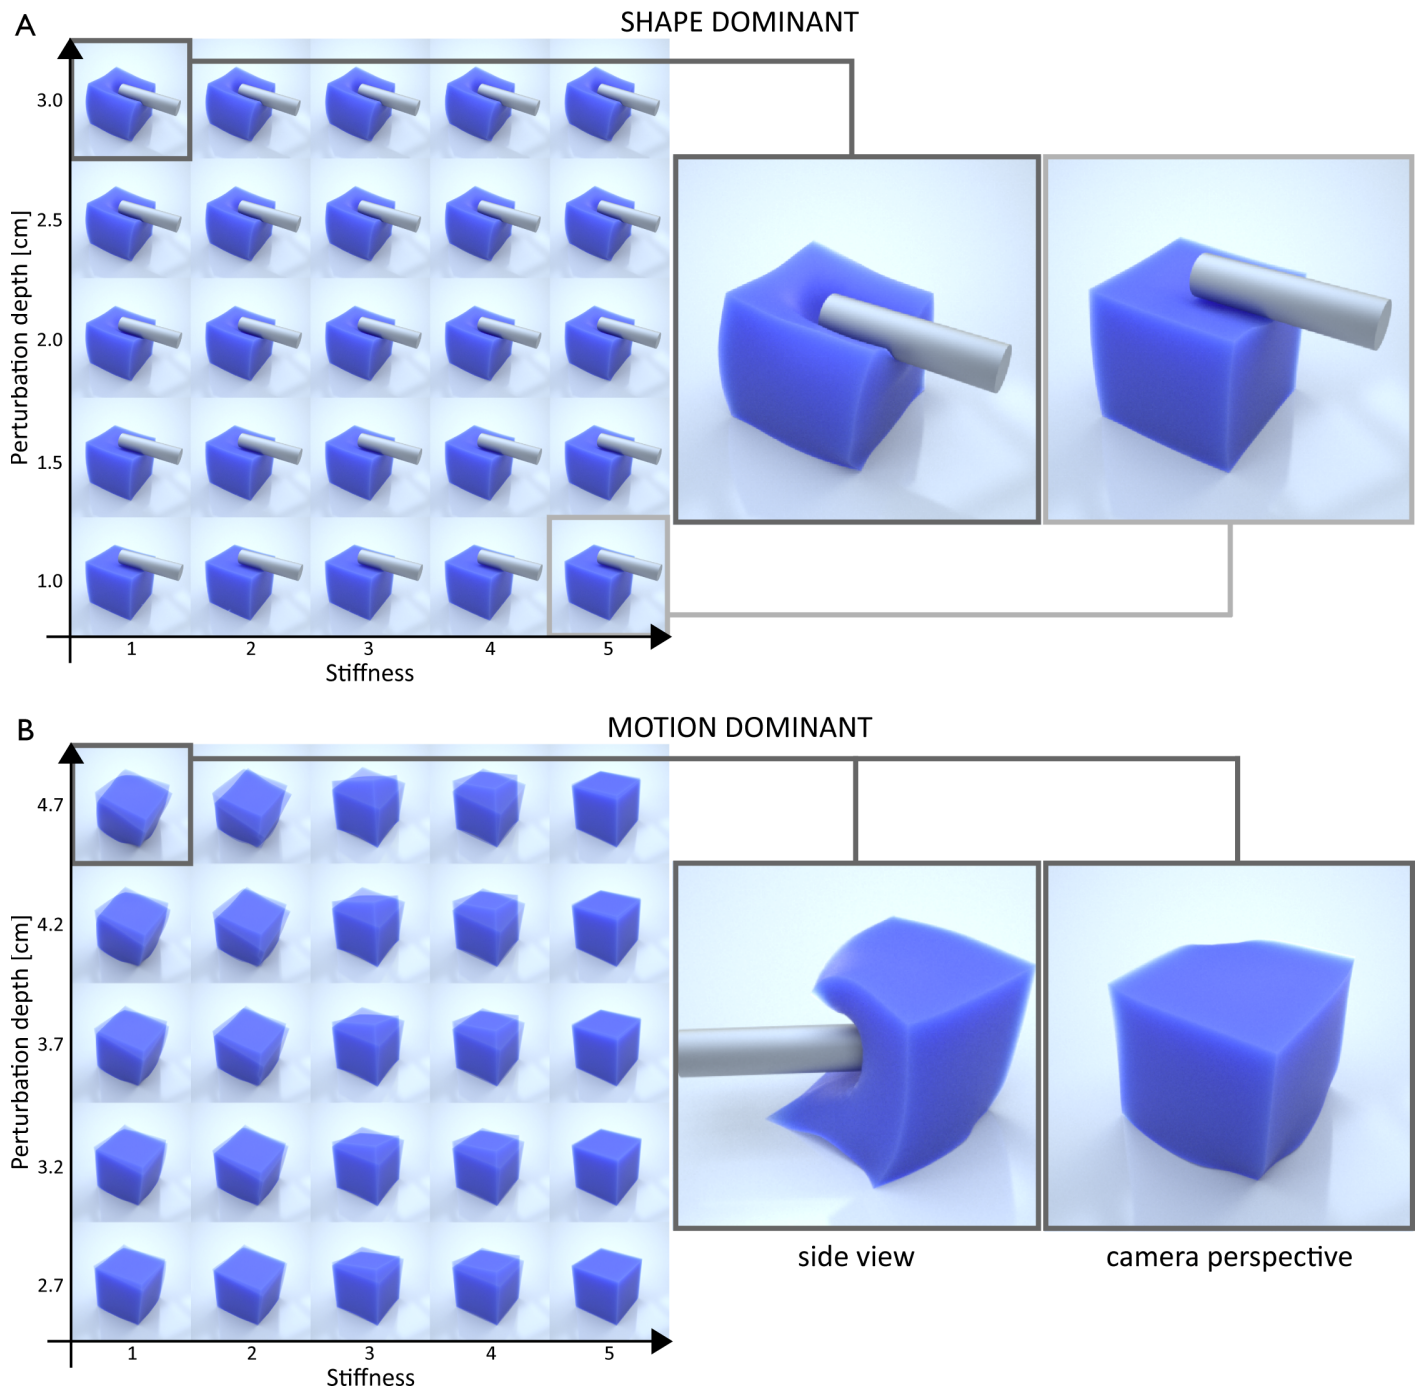 A
SHAPE DOMINANT
Perturbation depth [cm]
3.0
2.5
2.0
1.5
1.0
1 2 3 4 5
Stiffness
B
MOTION DOMINANT
Perturbation depth [cm]
4.7
4.2
3.7
3.2
2.7
1 2 3 4 5
Stiffness
side view
camera perspective